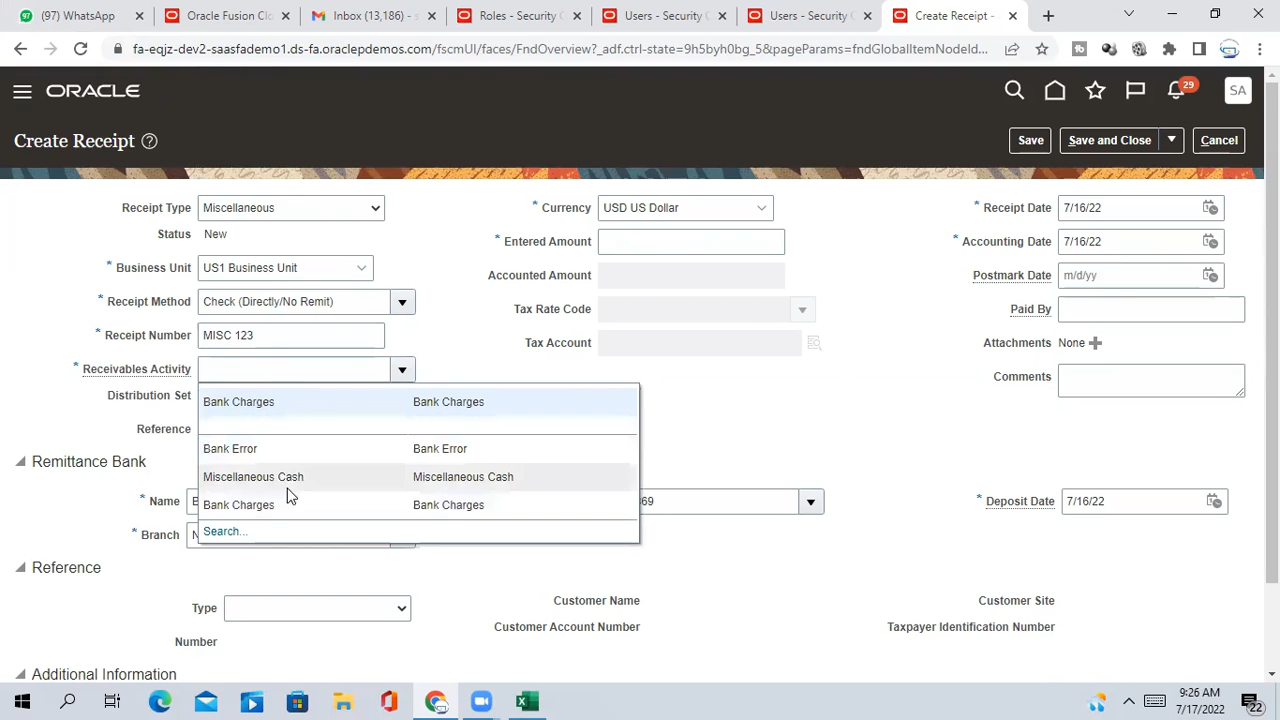 (97) WhatsApp
Oracle Fusion Clo
Inbox (13,186) - s
Roles - Security C
Users - Security C
Users - Security C
Create Receipt -
fa-eqjz-dev2-saasfademo1.ds-fa.oraclepdemos.com/fscmUI/faces/FndOverview?_adf.ctrl-state=9h5byh0bg_5&pageParams=fndGlobalItemNodeId...
ORACLE
29
SA
Create Receipt
Save
Save and Close
Cancel
Receipt Type Miscellaneous
* Currency USD US Dollar
* Receipt Date 7/16/22
Status New
* Entered Amount
* Accounting Date 7/16/22
* Business Unit US1 Business Unit
Accounted Amount
Postmark Date m/d/yy
* Receipt Method Check (Directly/No Remit)
Tax Rate Code
Paid By
* Receipt Number MISC 123
Tax Account
Attachments None
* Receivables Activity
Comments
Distribution Set
Bank Charges Bank Charges
Reference
Bank Error Bank Error
Remittance Bank
Miscellaneous Cash Miscellaneous Cash
* Name
Bank Charges Bank Charges
* Deposit Date 7/16/22
Search...
* Branch
Reference
Type
Customer Name
Customer Site
Customer Account Number
Taxpayer Identification Number
Number
Additional Information
9:26 AM
7/17/2022
22